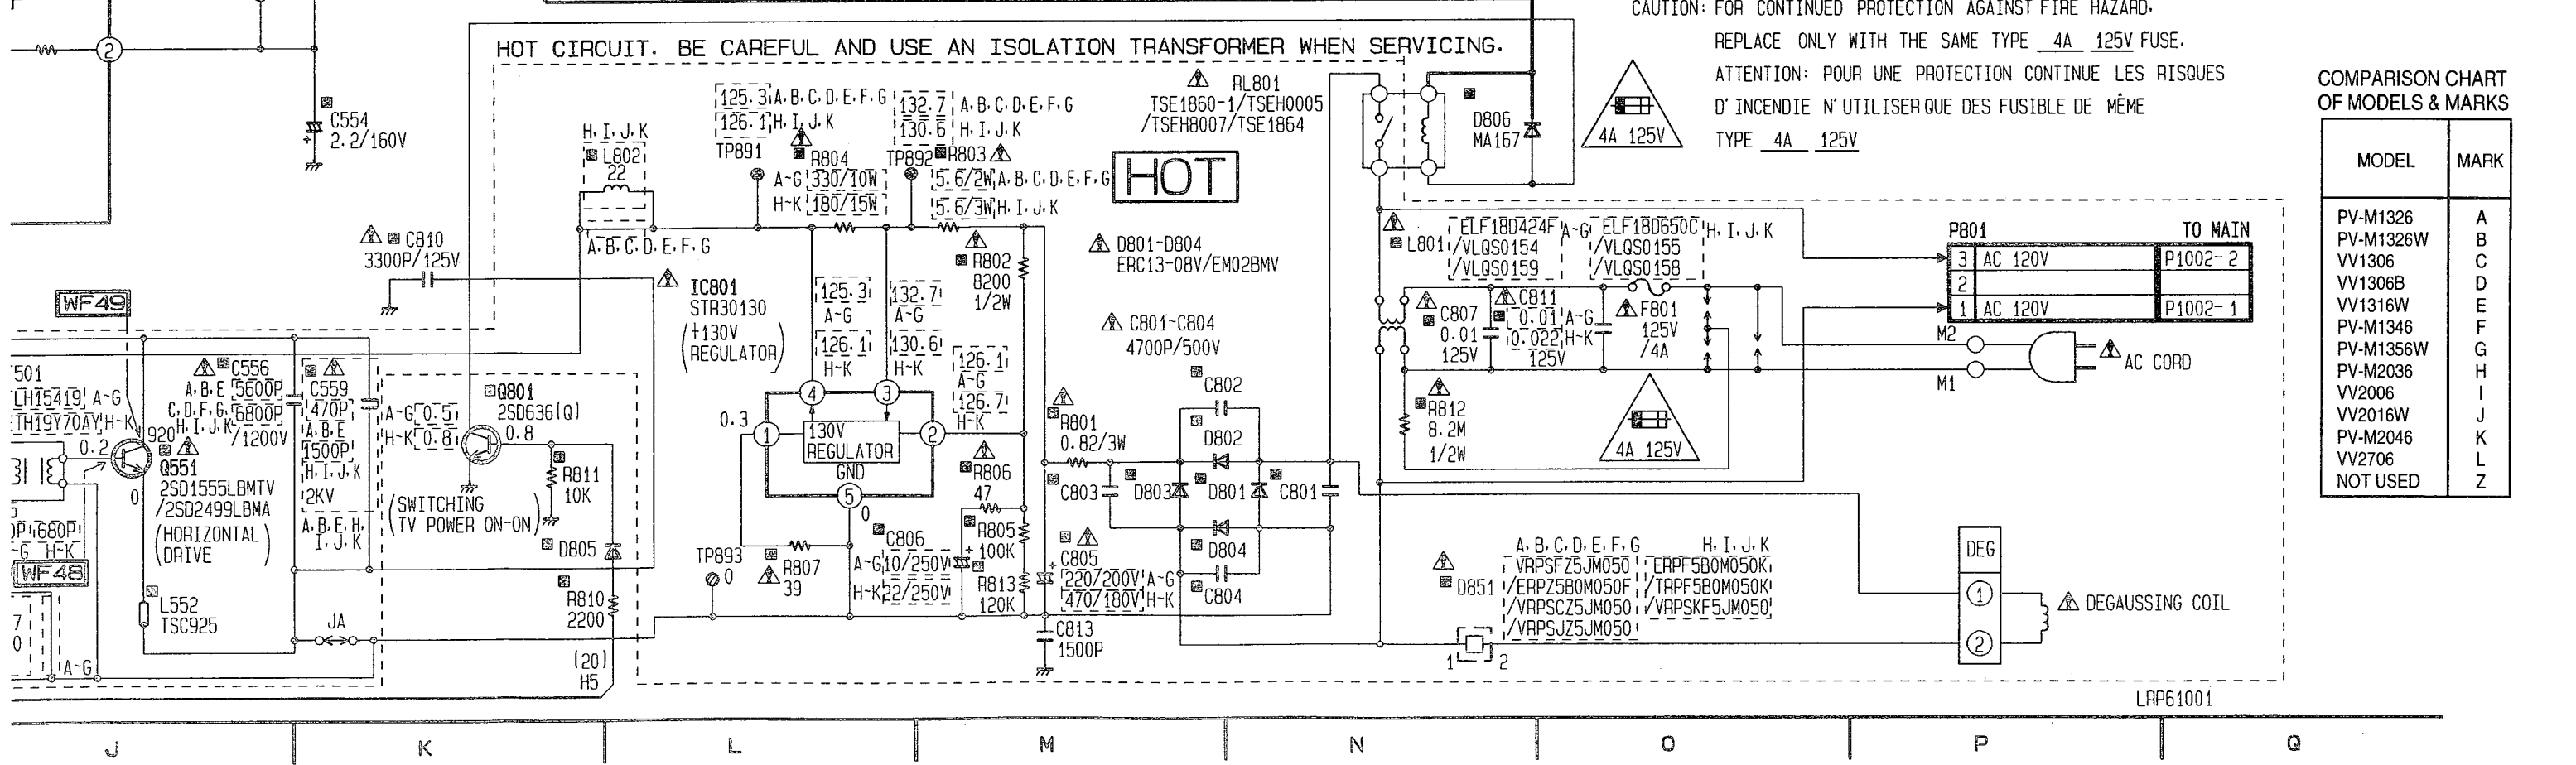 CAUTION: FOR CONTINUED PROTECTION AGAINST FIRE HAZARD,
REPLACE ONLY WITH THE SAME TYPE 4A 125V FUSE.
ATTENTION: POUR UNE PROTECTION CONTINUE LES RISQUES
D'INCENDIE N'UTILISER QUE DES FUSIBLE DE MÊME
TYPE 4A 125V
4A 125V
HOT CIRCUIT. BE CAREFUL AND USE AN ISOLATION TRANSFORMER WHEN SERVICING.
COMPARISON CHART
OF MODELS & MARKS
MODEL MARK
PV-M1326 A
PV-M1326W B
VV1306 C
VV1306B D
VV1316W E
PV-M1346 F
PV-M1356W G
PV-M2036 H
VV2006 I
VV2016W J
PV-M2046 K
VV2706 L
NOT USED Z
2
C554
2.2/160V
H.I.J.K
L802
22
A.B.C.D.E.F.G
125.3 A.B.C.D.E.F.G
126.1 H.I.J.K
TP891
R804
A~G 330/10W
H~K 180/15W
132.7 A.B.C.D.E.F.G
130.6 H.I.J.K
TP892 R803
5.6/2W A.B.C.D.E.F.G
5.6/3W H.I.J.K
RL801
TSE1860-1/TSEH0005
/TSEH8007/TSE1864
HOT
D806
MA167
C810
3300P/125V
WF49
IC801
STR30130
(+130V
REGULATOR)
125.3
A~G
126.1
H~K
132.7
A~G
130.6
H~K
R802
8200
1/2W
126.1
A~G
126.7
H~K
D801~D804
ERC13-08V/EM02BMV
C801~C804
4700P/500V
L801
ELF18D424F A~G
/VLQS0154
/VLQS0159
ELF18D650C H.I.J.K
/VLQS0155
/VLQS0158
C807
0.01
125V
C811
0.01 A~G
0.022 H~K
125V
F801
125V
/4A
P801 TO MAIN
3 AC 120V P1002-2
2
1 AC 120V P1002-1
M2
M1
AC CORD
R812
8.2M
1/2W
4A 125V
501
LH15419 A~G
TH19Y70AY H~K
C556
A.B.E 5600P
C.D.F.G. 6800P
H.I.J.K /1200V
C559
470P
A.B.E
1500P
H.I.J.K
2KV
A.B.E.H.
I.J.K
920
0.2
0
Q551
2SD1555LBMTV
/2SD2499LBMA
(HORIZONTAL
DRIVE)
680P
H~K
WF48
L552
TSC925
JA
A~G
Q801
2SD636(Q)
A~G 0.5
H~K 0.8
0.8
R811
10K
(SWITCHING
TV POWER ON-ON)
D805
R810
2200
(20)
H5
0.3
4
3
1
130V
REGULATOR
2
GND
5
0
TP893
0
R807
39
C806
A~G 10/250V
H~K 22/250V
R806
47
R805
100K
R813
120K
R801
0.82/3W
C802
D802
C803
D803
D801
C801
D804
C804
C805
220/200V A~G
470/180V H~K
C813
1500P
D851
A.B.C.D.E.F.G
VRPSFZ5JM050
/ERPZ5B0M050F
/VRPSCZ5JM050
/VRPSJZ5JM050
H.I.J.K
ERPF5B0M050K
/TRPF5B0M050K
/VRPSKF5JM050
1 2
DEG
1
2
DEGAUSSING COIL
LRP61001
J K L M N O P Q